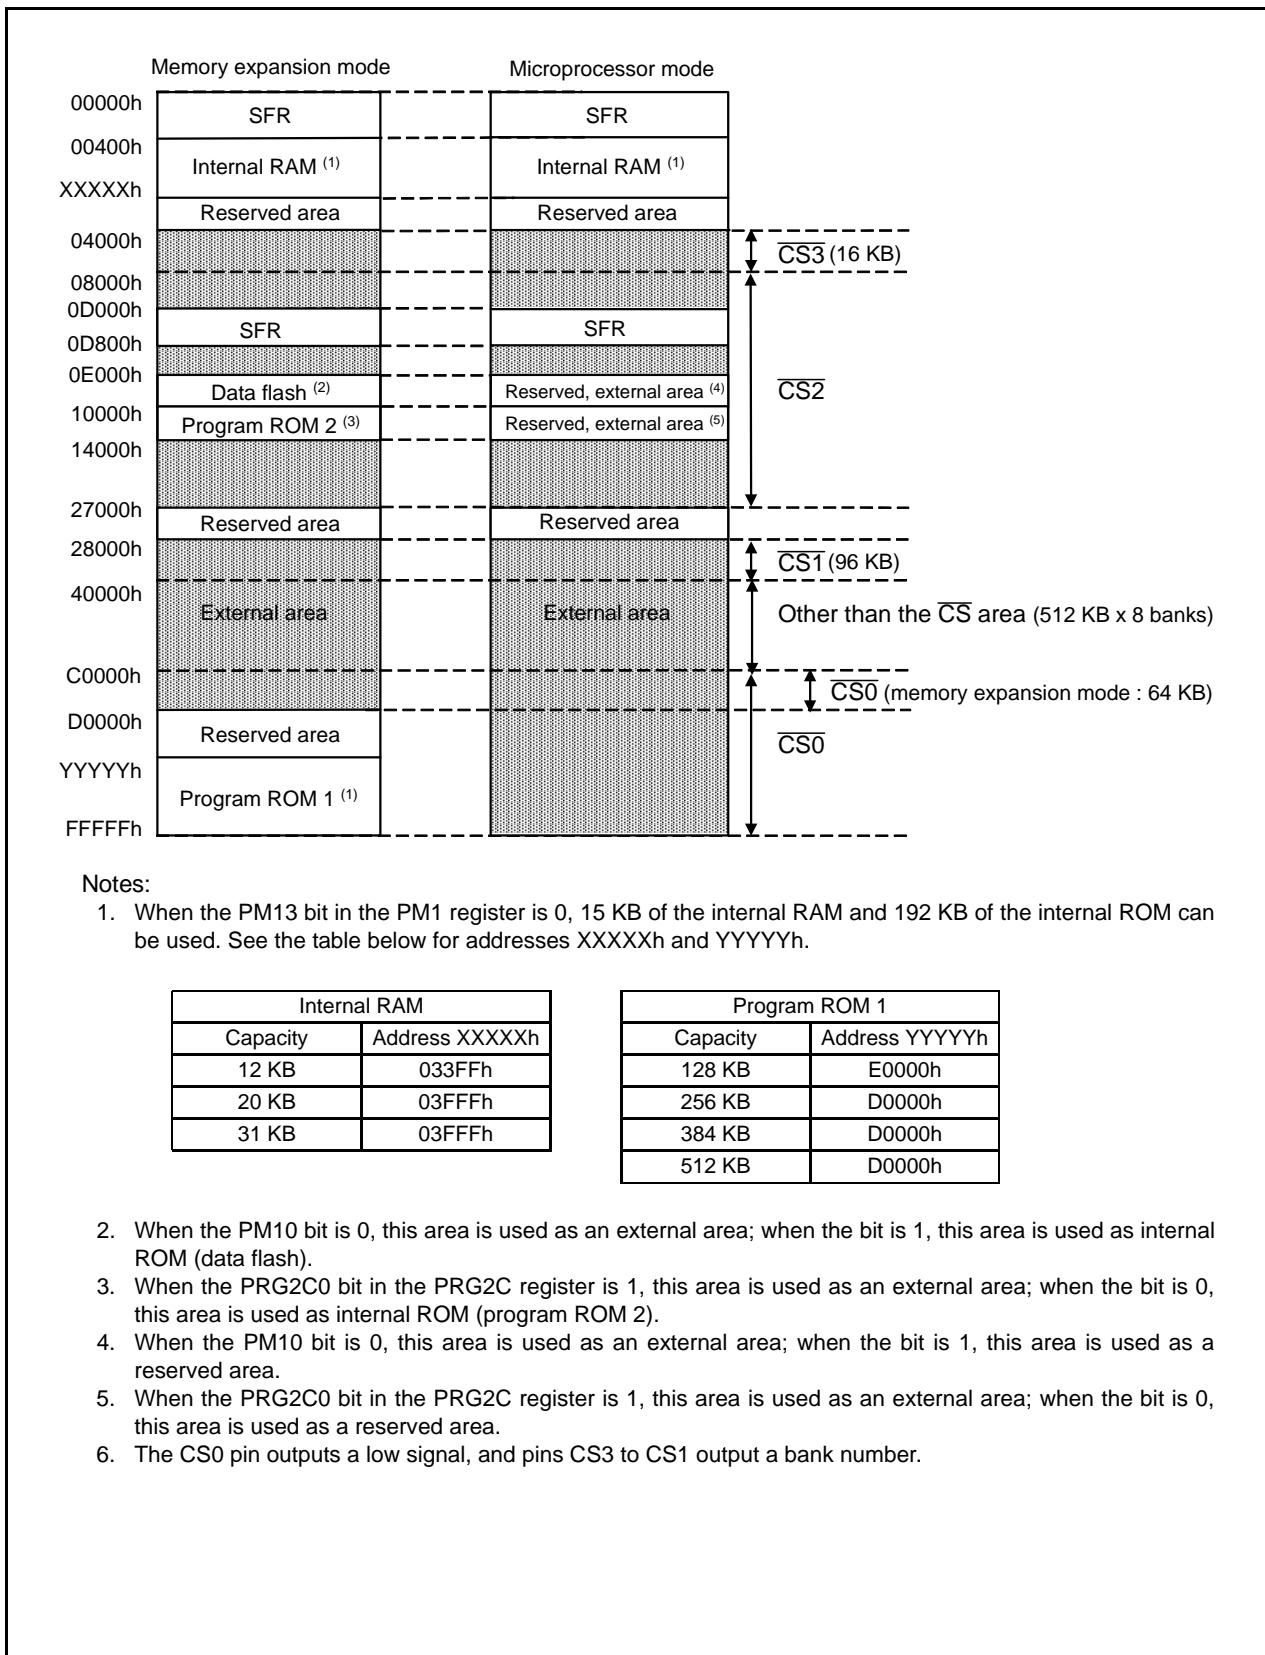 Memory expansion mode
Microprocessor mode
00000h
SFR
SFR
00400h
Internal RAM (1)
Internal RAM (1)
XXXXXh
Reserved area
Reserved area
04000h
CS3 (16 KB)
08000h
0D000h
SFR
SFR
0D800h
0E000h
Data flash (2)
Reserved, external area (4)
CS2
10000h
Program ROM 2 (3)
Reserved, external area (5)
14000h
27000h
Reserved area
Reserved area
28000h
CS1 (96 KB)
40000h
External area
External area
Other than the CS area (512 KB x 8 banks)
C0000h
CS0 (memory expansion mode : 64 KB)
D0000h
Reserved area
CS0
YYYYYh
Program ROM 1 (1)
FFFFFh
Notes:
1. When the PM13 bit in the PM1 register is 0, 15 KB of the internal RAM and 192 KB of the internal ROM can
be used. See the table below for addresses XXXXXh and YYYYYh.
Internal RAM
Capacity Address XXXXXh
12 KB 033FFh
20 KB 03FFFh
31 KB 03FFFh
Program ROM 1
Capacity Address YYYYYh
128 KB E0000h
256 KB D0000h
384 KB D0000h
512 KB D0000h
2. When the PM10 bit is 0, this area is used as an external area; when the bit is 1, this area is used as internal
ROM (data flash).
3. When the PRG2C0 bit in the PRG2C register is 1, this area is used as an external area; when the bit is 0,
this area is used as internal ROM (program ROM 2).
4. When the PM10 bit is 0, this area is used as an external area; when the bit is 1, this area is used as a
reserved area.
5. When the PRG2C0 bit in the PRG2C register is 1, this area is used as an external area; when the bit is 0,
this area is used as a reserved area.
6. The CS0 pin outputs a low signal, and pins CS3 to CS1 output a bank number.